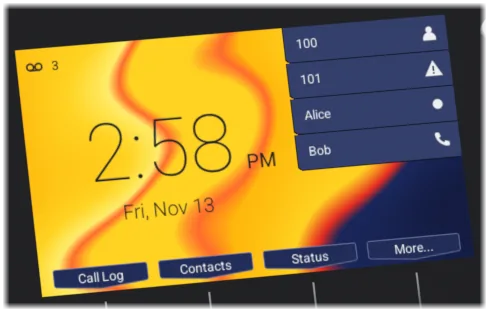 3
100
101
Alice
Bob
2:58 PM
Fri, Nov 13
Call Log
Contacts
Status
More...